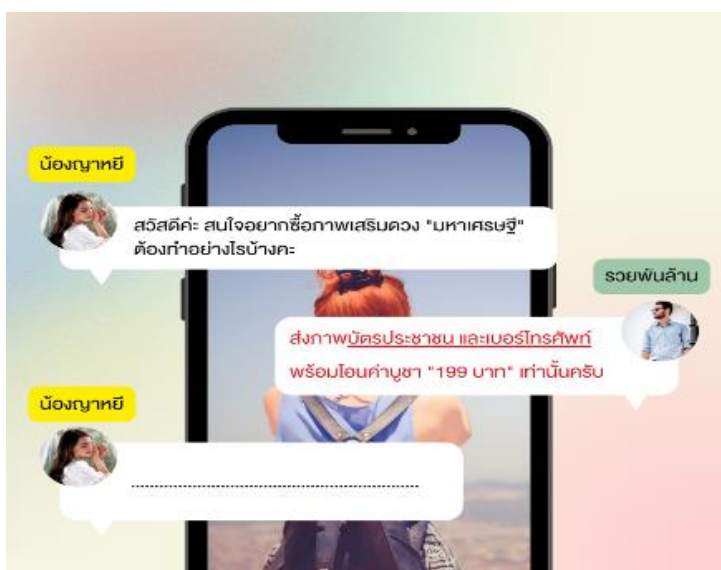 น้องญาหยี
สวัสดีค่ะ สนใจอยากซื้อภาพเสริมดวง "มหาเศรษฐี"
ต้องทำอย่างไรบ้างคะ
รวยพันล้าน
ส่งภาพบัตรประชาชน และเบอร์โทรศัพท์
พร้อมโอนค่าบูชา "199 บาท" เท่านั้นครับ
น้องญาหยี
............................................................